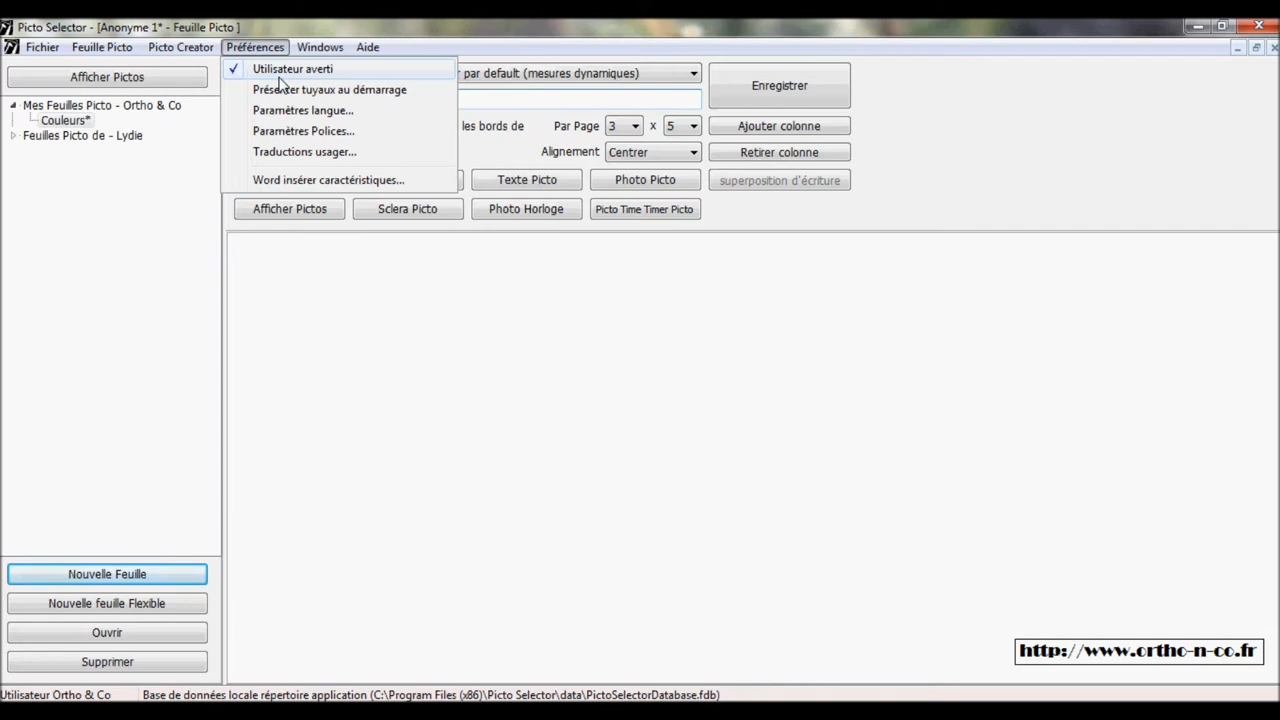 Picto Selector - [Anonyme 1* - Feuille Picto ]
Fichier Feuille Picto Picto Creator Préférences Windows Aide
Afficher Pictos
Mes Feuilles Picto - Ortho & Co
Couleurs*
Feuilles Picto de - Lydie
Utilisateur averti
Présenter tuyaux au démarrage
Paramètres langue...
Paramètres Polices...
Traductions usager...
Word insérer caractéristiques...
par default (mesures dynamiques)
Enregistrer
les bords de Par Page 3 x 5 Ajouter colonne
Alignement Centrer Retirer colonne
Texte Picto Photo Picto superposition d'écriture
Afficher Pictos Sclera Picto Photo Horloge Picto Time Timer Picto
Nouvelle Feuille
Nouvelle feuille Flexible
Ouvrir
Supprimer
http://www.ortho-n-co.fr
Utilisateur Ortho & Co Base de données locale répertoire application (C:\Program Files (x86)\Picto Selector\data\PictoSelectorDatabase.fdb)